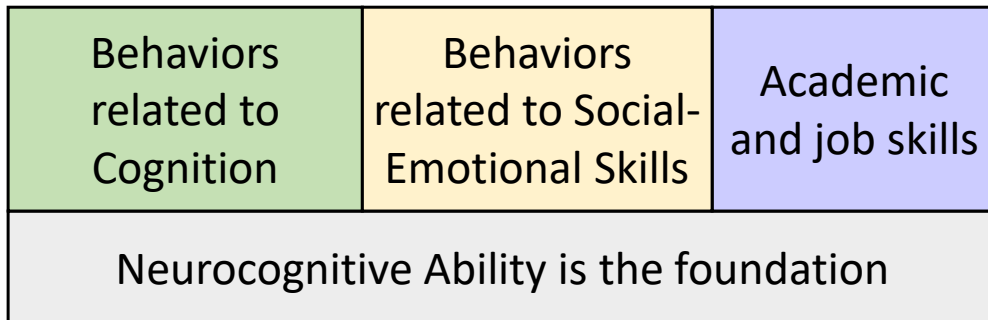 Behaviors
related to
Cognition
Behaviors
related to Social-
Emotional Skills
Academic
and job skills
Neurocognitive Ability is the foundation